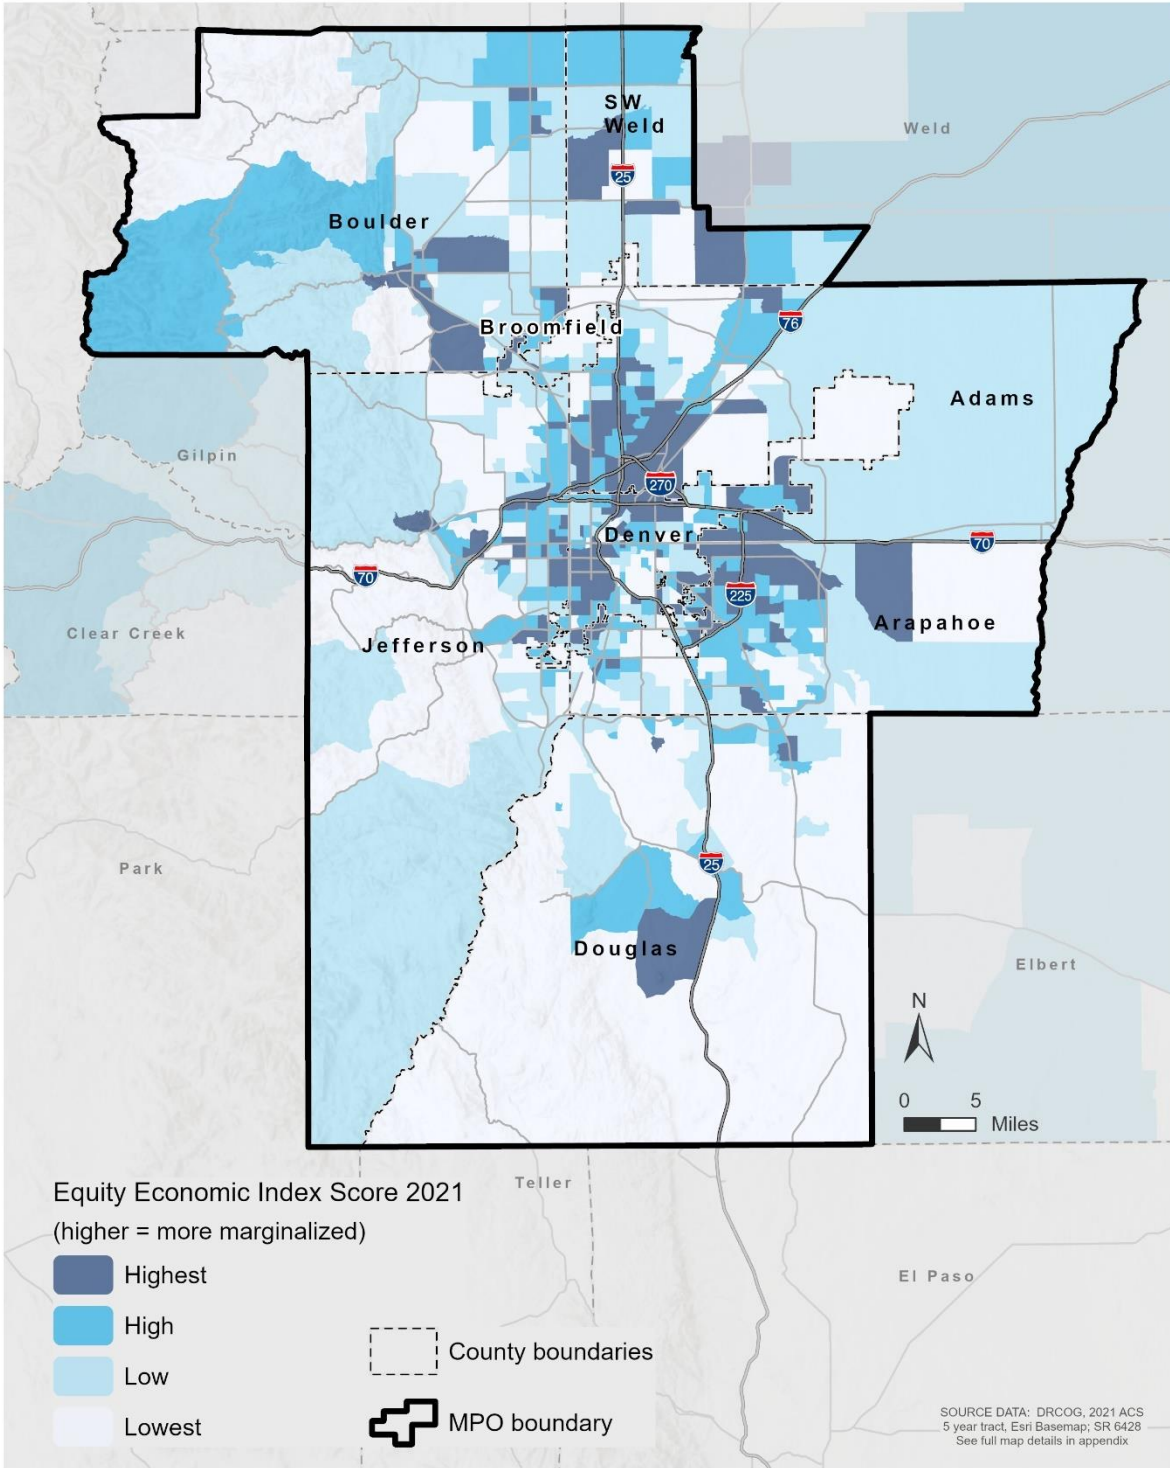 SW
Weld
Weld
25
Boulder
Broomfield
76
Adams
Gilpin
270
Denver
70
70
225
Clear Creek
Jefferson
Arapahoe
25
Park
Douglas
Elbert
N
0 5
Miles
Teller
Equity Economic Index Score 2021
(higher = more marginalized)
Highest
High
Low
Lowest
County boundaries
MPO boundary
El Paso
SOURCE DATA: DRCOG, 2021 ACS
5 year tract, Esri Basemap; SR 6428
See full map details in appendix